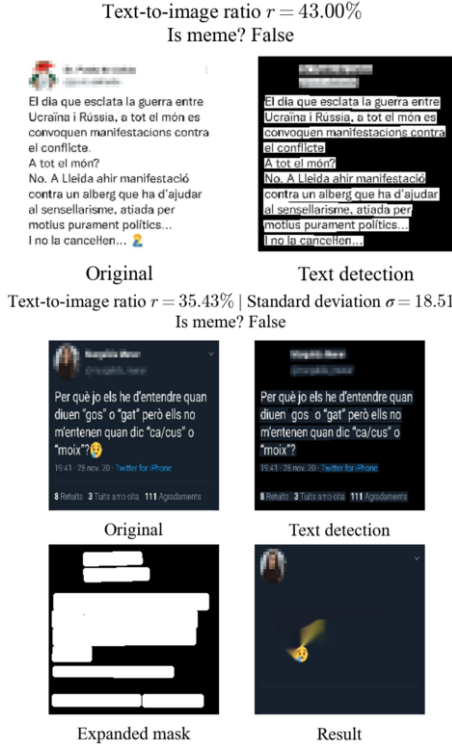 Text-to-image ratio r = 43.00%
Is meme? False
El dia que esclata la guerra entre
Ucraïna i Rússia, a tot el món es
convoquen manifestacions contra
el conflicte.
A tot el món?
No. A Lleida ahir manifestació
contra un alberg que ha d'ajudar
al sensellarisme, atiada per
motius purament polítics...
I no la cancel·len... 🤦‍♂️
El dia que esclata la guerra entre
Ucraïna i Rússia, a tot el món es
convoquen manifestacions contra
el conflicte
A tot el món?
No. A Lleida ahir manifestació
contra un alberg que ha d'ajudar
al sensellarisme, atiada per
motius purament polítics...
I no la cancel·len...
Original
Text detection
Text-to-image ratio r = 35.43% | Standard deviation σ = 18.51
Is meme? False
Per què jo els he d'entendre quan
diuen "gos" o "gat" però ells no
m'entenen quan dic "ca/cus" o
"moix"?😢
19:41 · 28 nov. 20 · Twitter for iPhone
8 Retuits 3 Tuits amb cita 111 Agradaments
Per què jo els he d'entendre quan
diuen gos o "gat" però ells no
m'entenen quan dic "ca/cus" o
"moix"?
19:41 · 28 nov. 20 · Twitter for iPhone
8 Retuits 3 Tuits amb cita 111 Agradaments
Original
Text detection
Expanded mask
Result